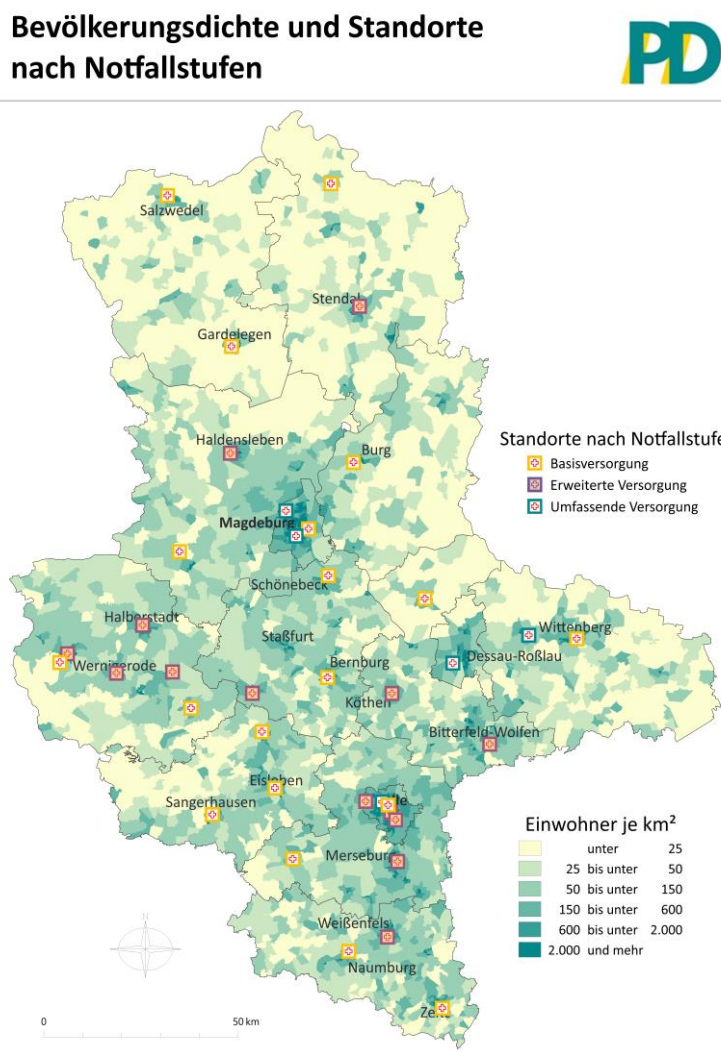 Bevölkerungsdichte und Standorte
nach Notfallstufen
PD
Salzwedel
Stendal
Gardelegen
Haldensleben
Burg
Standorte nach Notfallstufe
Basisversorgung
Erweiterte Versorgung
Umfassende Versorgung
Magdeburg
Schönebeck
Halberstadt
Staßfurt
Wittenberg
Wernigerode
Dessau-Roßlau
Bernburg
Köthen
Bitterfeld-Wolfen
Eisleben
Sangerhausen
Merseburg
Einwohner je km²
unter 25
25 bis unter 50
50 bis unter 150
150 bis unter 600
600 bis unter 2.000
2.000 und mehr
Weißenfels
Naumburg
N
0 50 km